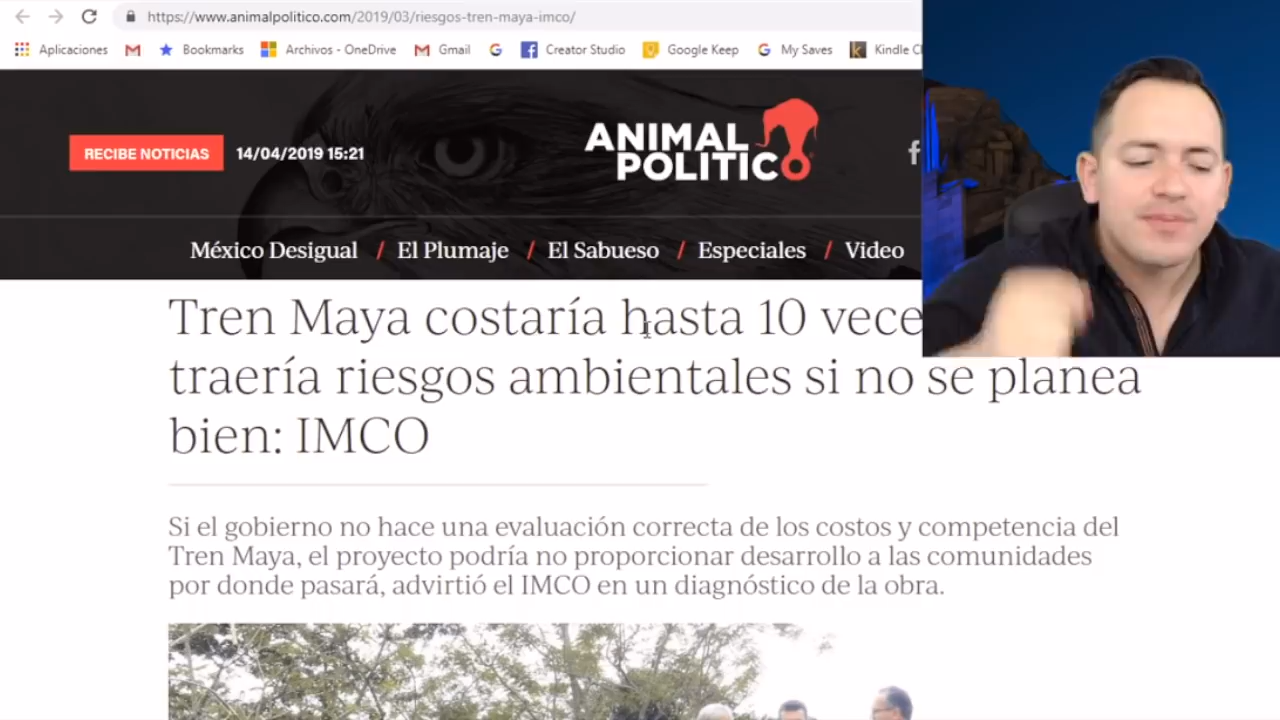 https://www.animalpolitico.com/2019/03/riesgos-tren-maya-imco/
Aplicaciones Bookmarks Archivos - OneDrive Gmail Creator Studio Google Keep My Saves Kindle
RECIBE NOTICIAS 14/04/2019 15:21
ANIMAL
POLITICO
México Desigual / El Plumaje / El Sabueso / Especiales / Video
Tren Maya costaría hasta 10
traería riesgos ambientales si no se planea
bien: IMCO
Si el gobierno no hace una evaluación correcta de los costos y competencia del
Tren Maya, el proyecto podría no proporcionar desarrollo a las comunidades
por donde pasará, advirtió el IMCO en un diagnóstico de la obra.